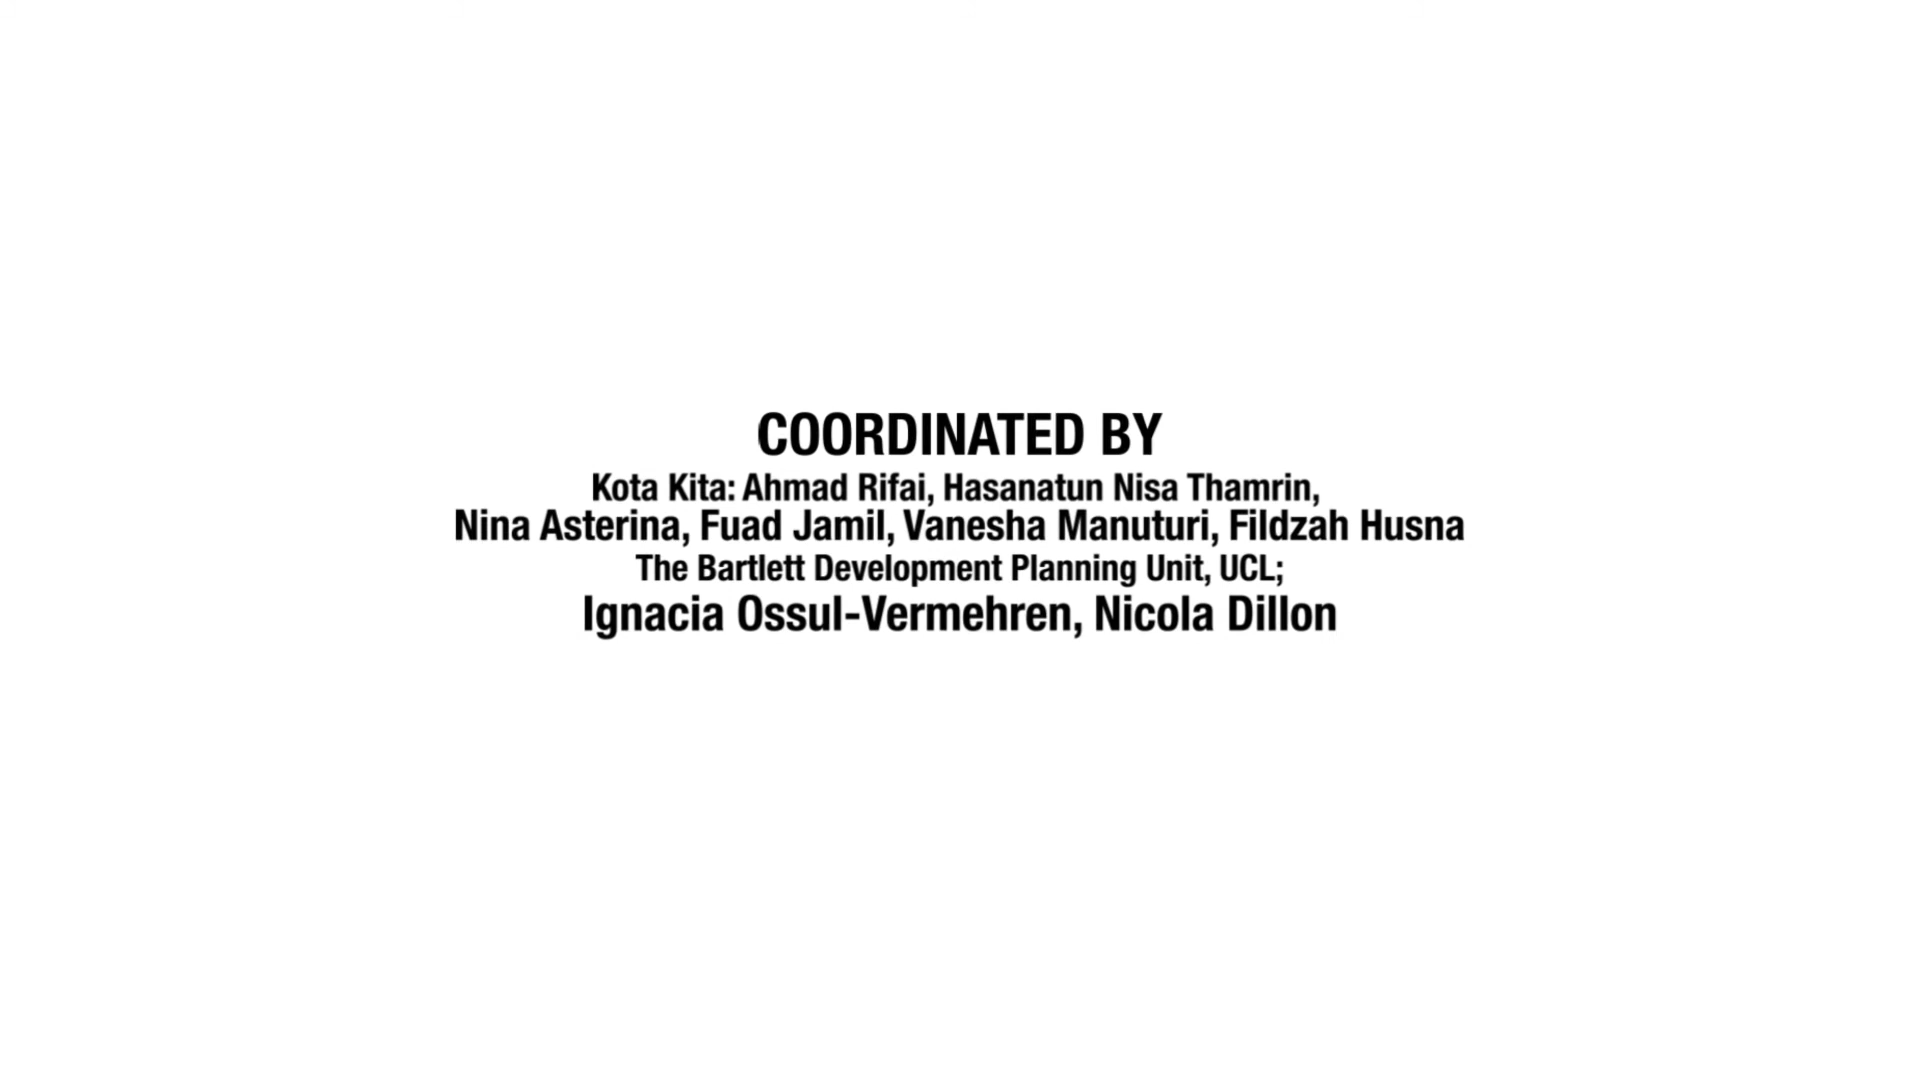 COORDINATED BY
Kota Kita: Ahmad Rifai, Hasanatun Nisa Thamrin,
Nina Asterina, Fuad Jamil, Vanesha Manuturi, Fildzah Husna
The Bartlett Development Planning Unit, UCL;
Ignacia Ossul-Vermehren, Nicola Dillon